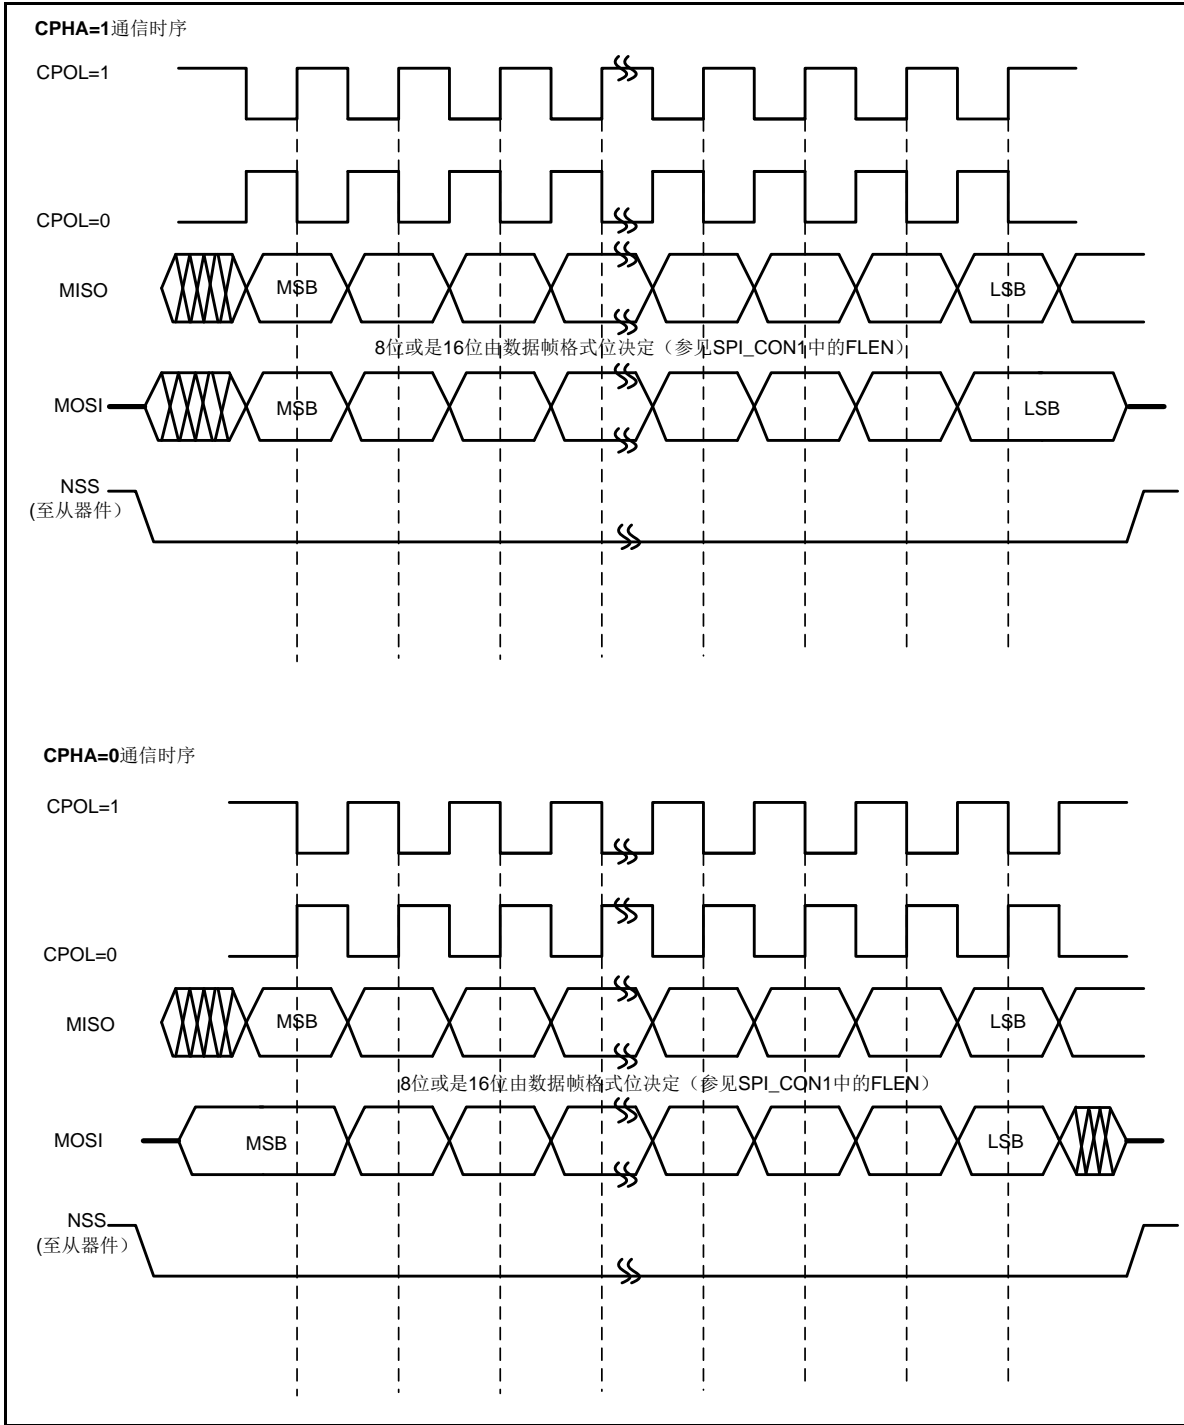 CPHA=1通信时序
CPOL=1
CPOL=0
MISO
MSB
LSB
8位或是16位由数据帧格式位决定（参见SPI_CON1中的FLEN）
MOSI
MSB
LSB
NSS
(至从器件）
CPHA=0通信时序
CPOL=1
CPOL=0
MISO
MSB
LSB
8位或是16位由数据帧格式位决定（参见SPI_CON1中的FLEN）
MOSI
MSB
LSB
NSS
(至从器件）